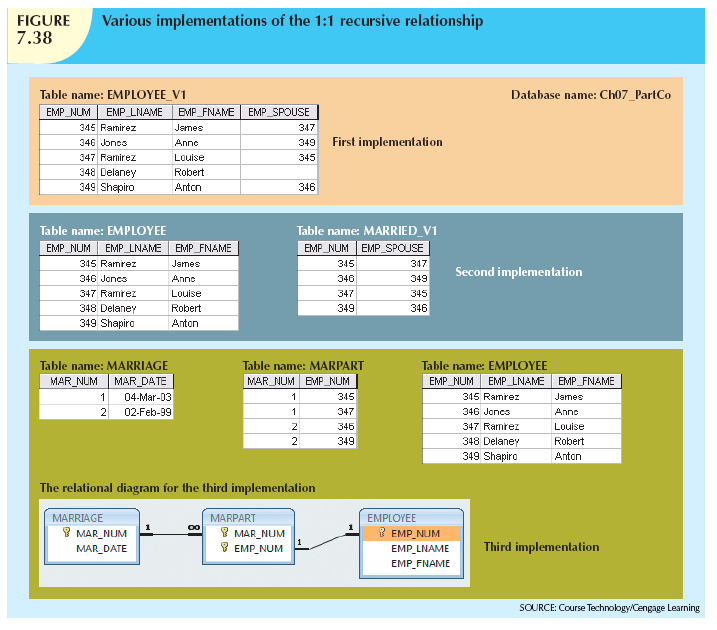 FIGURE 7.38
Various implementations of the 1:1 recursive relationship
Table name: EMPLOYEE_V1
Database name: Ch07_PartCo
EMP_NUM EMP_LNAME EMP_FNAME EMP_SPOUSE
345 Ramirez James 347
346 Jones Anne 349
347 Ramirez Louise 345
348 Delaney Robert
349 Shapiro Anton 346
First implementation
Table name: EMPLOYEE
EMP_NUM EMP_LNAME EMP_FNAME
345 Ramirez James
346 Jones Anne
347 Ramirez Louise
348 Delaney Robert
349 Shapiro Anton
Table name: MARRIED_V1
EMP_NUM EMP_SPOUSE
345 347
346 349
347 345
349 346
Second implementation
Table name: MARRIAGE
MAR_NUM MAR_DATE
1 04-Mar-03
2 02-Feb-99
Table name: MARPART
MAR_NUM EMP_NUM
1 345
1 347
2 346
2 349
Table name: EMPLOYEE
EMP_NUM EMP_LNAME EMP_FNAME
345 Ramirez James
346 Jones Anne
347 Ramirez Louise
348 Delaney Robert
349 Shapiro Anton
The relational diagram for the third implementation
MARRIAGE
MAR_NUM
MAR_DATE
1 ∞
MARPART
MAR_NUM
EMP_NUM
1 1
EMPLOYEE
EMP_NUM
EMP_LNAME
EMP_FNAME
Third implementation
SOURCE: Course Technology/Cengage Learning